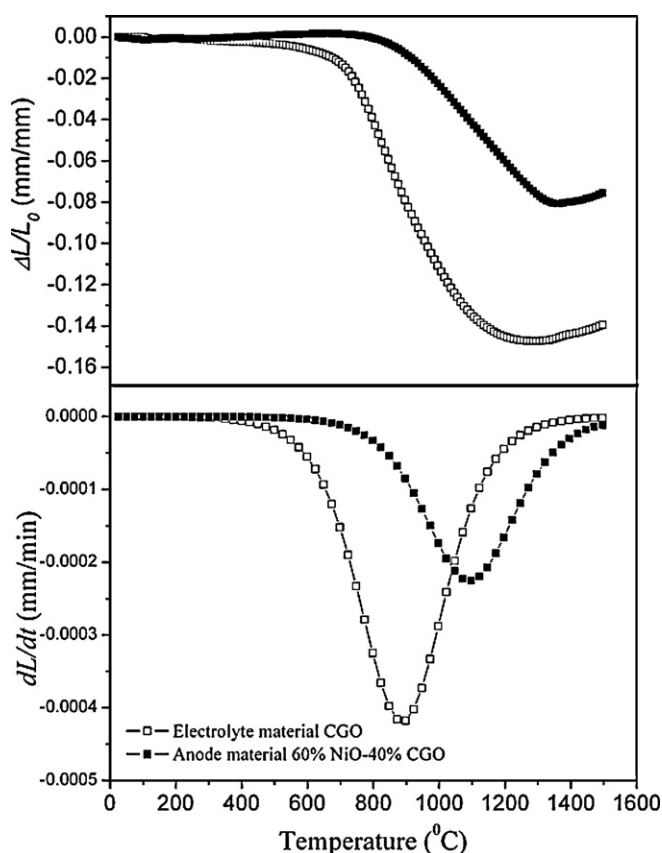 0.00
-0.02
-0.04
-0.06
-0.08
-0.10
-0.12
-0.14
-0.16
ΔL/L₀ (mm/mm)
0.0000
-0.0001
-0.0002
-0.0003
-0.0004
-0.0005
dL/dt (mm/min)
Electrolyte material CGO
Anode material 60% NiO-40% CGO
0 200 400 600 800 1000 1200 1400 1600
Temperature (⁰C)